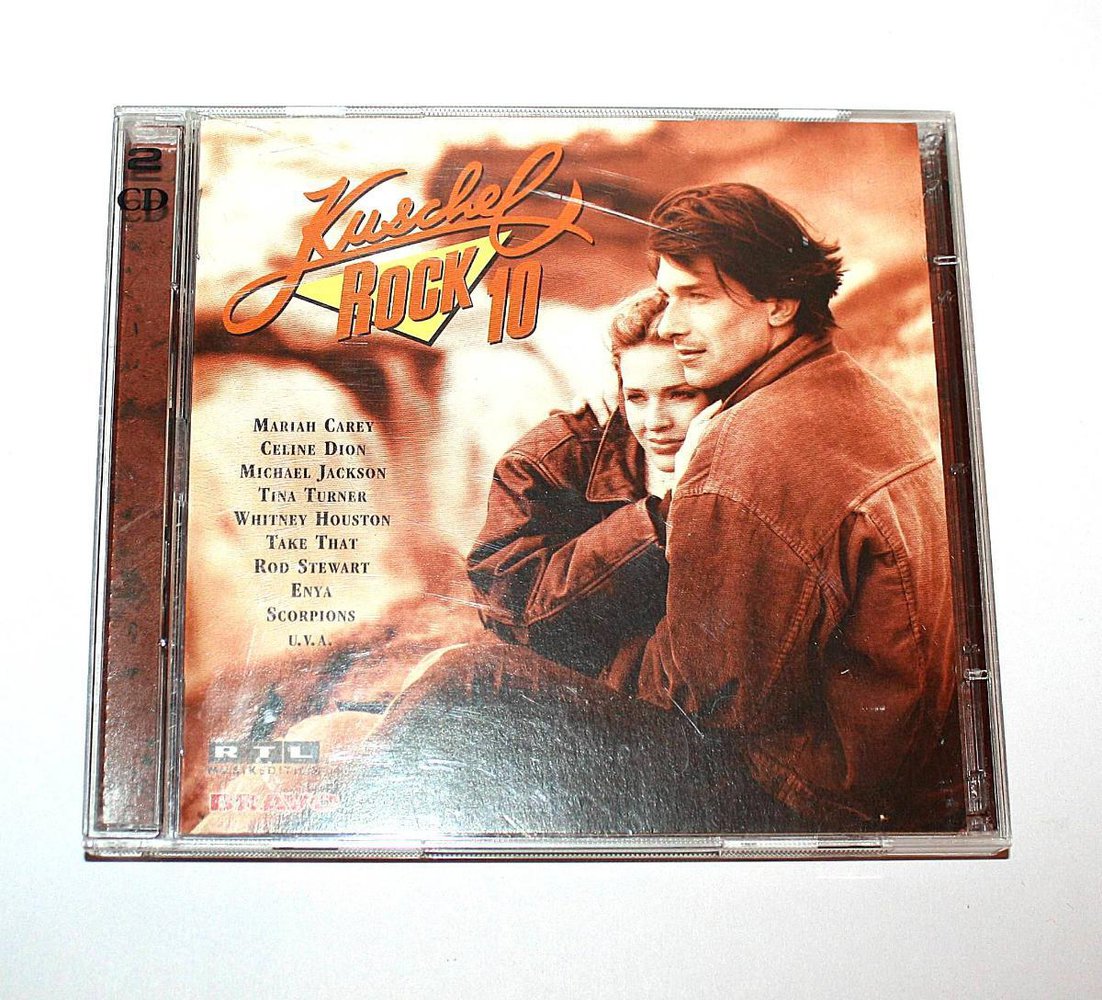 2
CD
Kuschel
ROCK 10
MARIAH CAREY
CELINE DION
MICHAEL JACKSON
TINA TURNER
WHITNEY HOUSTON
TAKE THAT
ROD STEWART
ENYA
SCORPIONS
U.V.A.
RTL
MUSIKEDITION
BRAVO